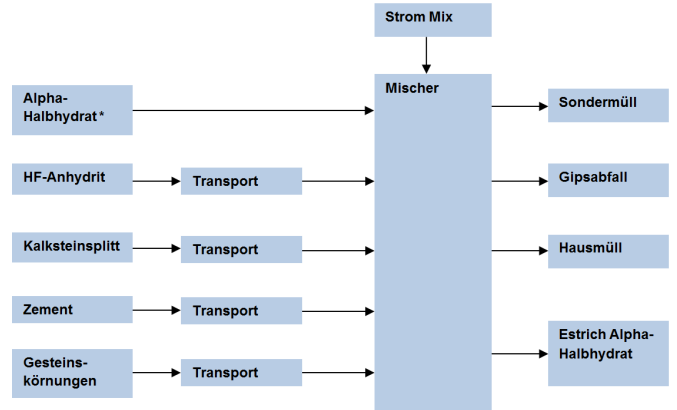 Strom Mix
Alpha-
Halbhydrat*
Mischer
Sondermüll
HF-Anhydrit
Transport
Gipsabfall
Kalksteinsplitt
Transport
Hausmüll
Zement
Transport
Estrich Alpha-
Halbhydrat
Gesteins-
körnungen
Transport